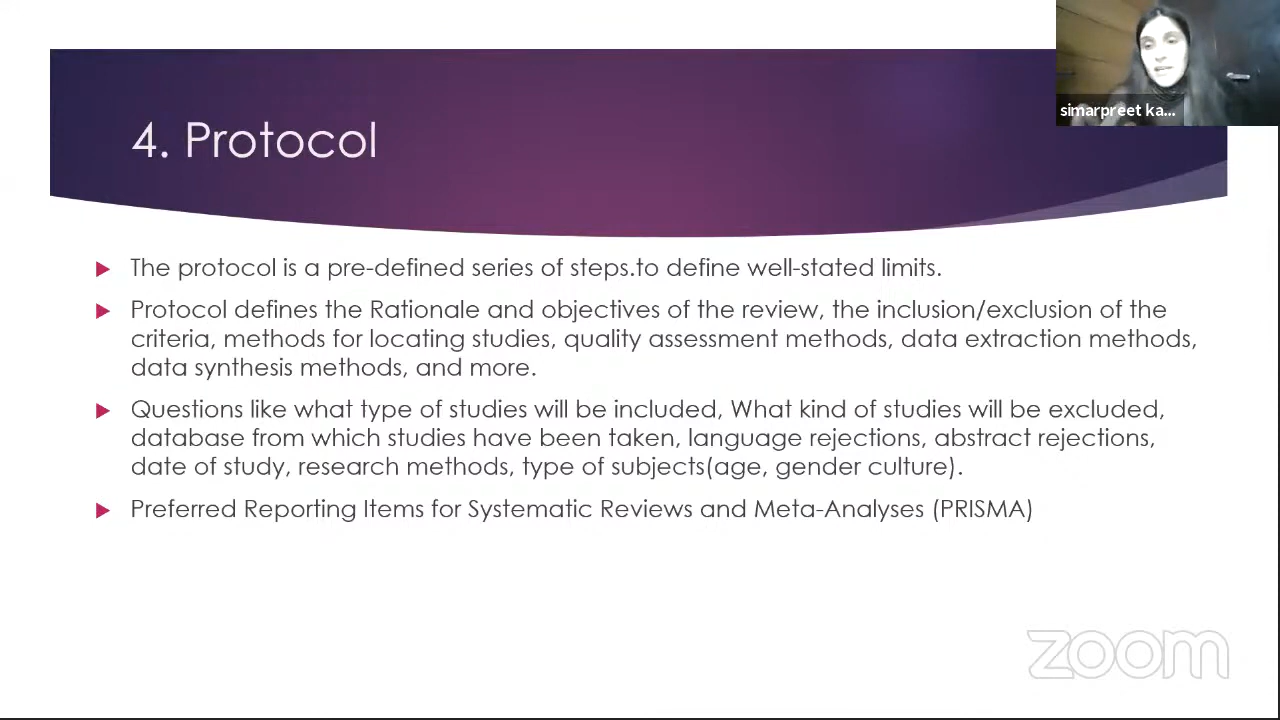 simarpreet ka...
4. Protocol
The protocol is a pre-defined series of steps.to define well-stated limits.
Protocol defines the Rationale and objectives of the review, the inclusion/exclusion of the
criteria, methods for locating studies, quality assessment methods, data extraction methods,
data synthesis methods, and more.
Questions like what type of studies will be included, What kind of studies will be excluded,
database from which studies have been taken, language rejections, abstract rejections,
date of study, research methods, type of subjects(age, gender culture).
Preferred Reporting Items for Systematic Reviews and Meta-Analyses (PRISMA)
zoom